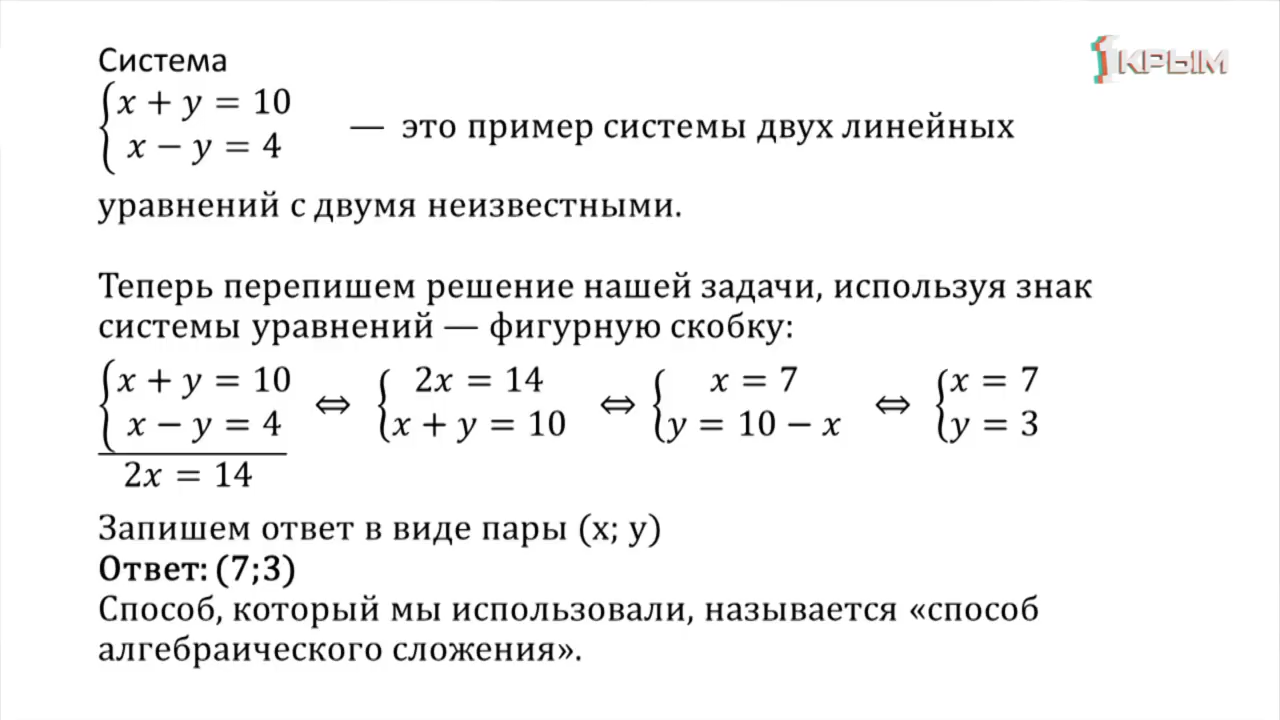 Система
1КРЫМ
x + y = 10
x − y = 4
— это пример системы двух линейных
уравнений с двумя неизвестными.
Теперь перепишем решение нашей задачи, используя знак
системы уравнений — фигурную скобку:
{x + y = 10 ⇔ {2x = 14 ⇔ {x = 7 ⇔ {x = 7
x − y = 4 x + y = 10 y = 10 − x y = 3
2x = 14
Запишем ответ в виде пары (x; y)
Ответ: (7;3)
Способ, который мы использовали, называется «способ
алгебраического сложения».